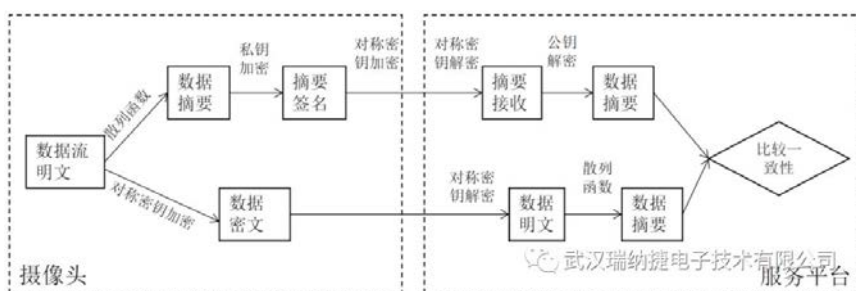 散列函数
数据
摘要
私钥
加密
摘要
签名
对称密
钥加密
数据流
明文
对称密钥加密
数据
密文
摄像头
对称密
钥解密
摘要
接收
公钥
解密
数据
摘要
对称密
钥解密
数据
明文
散列
函数
数据
摘要
比较一
致性
武汉瑞纳捷电子技术有限公司
服务平台